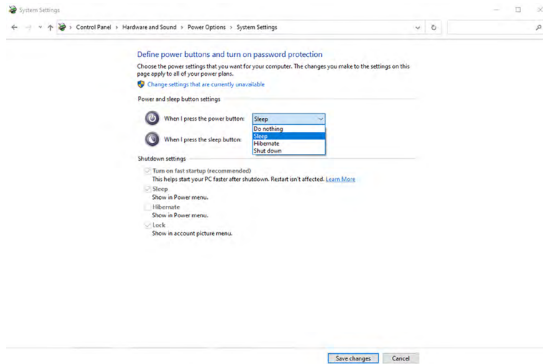 System Settings
Control Panel > Hardware and Sound > Power Options > System Settings
Define power buttons and turn on password protection
Choose the power settings that you want for your computer. The changes you make to the settings on this
page apply to all of your power plans.
Change settings that are currently unavailable
Power and sleep button settings
When I press the power button: Sleep
Do nothing
Sleep
Hibernate
Shut down
When I press the sleep button:
Shutdown settings
Turn on fast startup (recommended)
This helps start your PC faster after shutdown. Restart isn't affected. Learn More
Sleep
Show in Power menu.
Hibernate
Show in Power menu.
Lock
Show in account picture menu.
Save changes Cancel